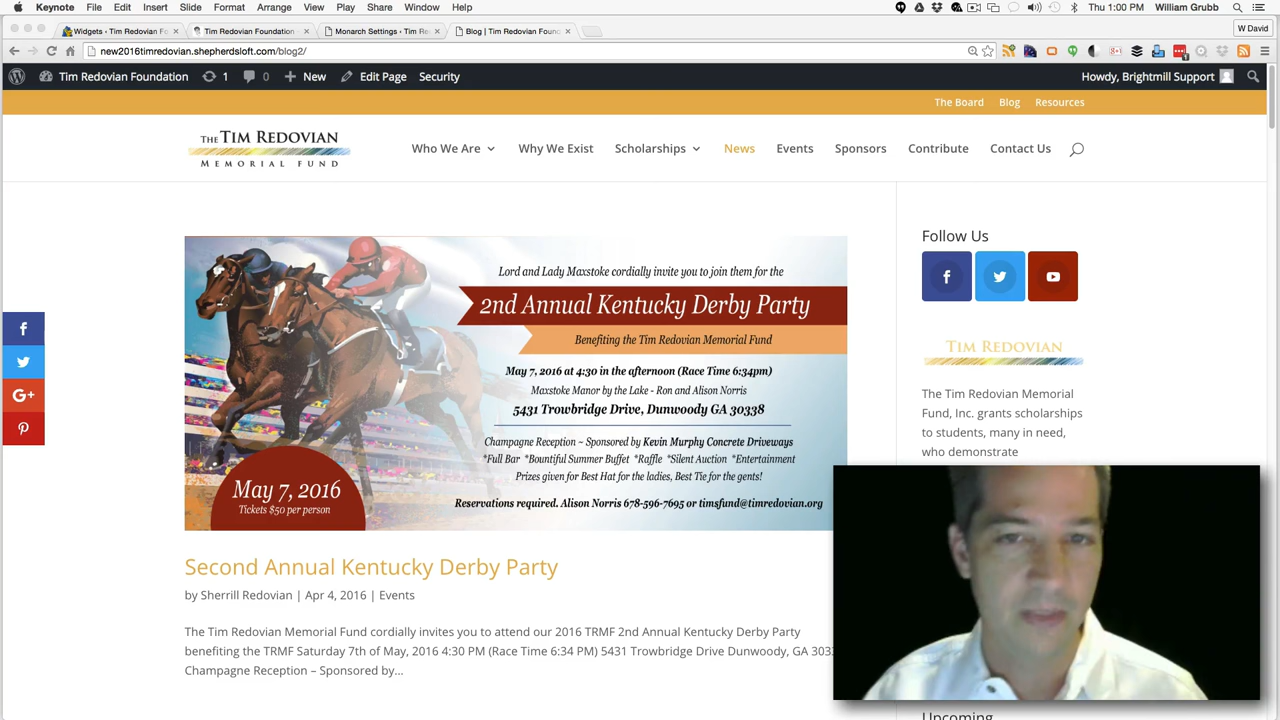 Keynote File Edit Insert Slide Format Arrange View Play Share Window Help Thu 1:00 PM William Grubb
Widgets ‹ Tim Redovian F Tim Redovian Foundation Monarch Settings ‹ Tim Re Blog | Tim Redovian Found W David
new2016timredovian.shepherdsloft.com/blog2/
Tim Redovian Foundation 1 0 New Edit Page Security Howdy, Brightmill Support
The Board Blog Resources
THE TIM REDOVIAN
MEMORIAL FUND
Who We Are Why We Exist Scholarships News Events Sponsors Contribute Contact Us
Lord and Lady Maxstoke cordially invite you to join them for the
2nd Annual Kentucky Derby Party
Benefiting the Tim Redovian Memorial Fund
May 7, 2016 at 4:30 in the afternoon (Race Time 6:34pm)
Maxstoke Manor by the Lake - Ron and Alison Norris
5431 Trowbridge Drive, Dunwoody GA 30338
Champagne Reception ~ Sponsored by Kevin Murphy Concrete Driveways
*Full Bar *Bountiful Summer Buffet *Raffle *Silent Auction *Entertainment
Prizes given for Best Hat for the ladies, Best Tie for the gents!
Reservations required. Alison Norris 678-596-7695 or timsfund@timredovian.org
May 7, 2016
Tickets $50 per person
Second Annual Kentucky Derby Party
by Sherrill Redovian | Apr 4, 2016 | Events
The Tim Redovian Memorial Fund cordially invites you to attend our 2016 TRMF 2nd Annual Kentucky Derby Party
benefiting the TRMF Saturday 7th of May, 2016 4:30 PM (Race Time 6:34 PM) 5431 Trowbridge Drive Dunwoody, GA 3033
Champagne Reception – Sponsored by...
Follow Us
TIM REDOVIAN
The Tim Redovian Memorial
Fund, Inc. grants scholarships
to students, many in need,
who demonstrate
Upcoming